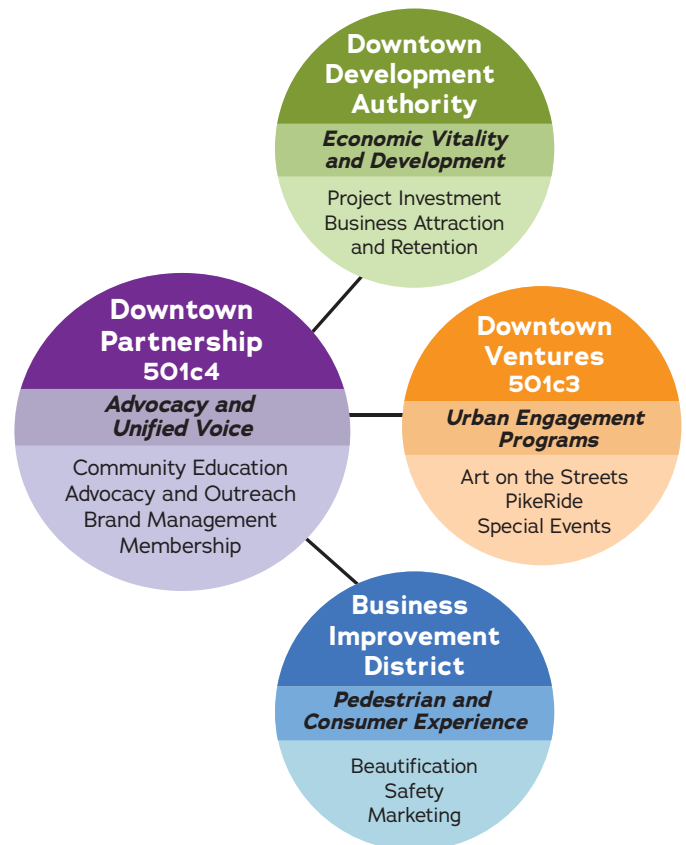 Downtown
Development
Authority
Economic Vitality
and Development
Project Investment
Business Attraction
and Retention
Downtown
Partnership
501c4
Advocacy and
Unified Voice
Community Education
Advocacy and Outreach
Brand Management
Membership
Downtown
Ventures
501c3
Urban Engagement
Programs
Art on the Streets
PikeRide
Special Events
Business
Improvement
District
Pedestrian and
Consumer Experience
Beautification
Safety
Marketing